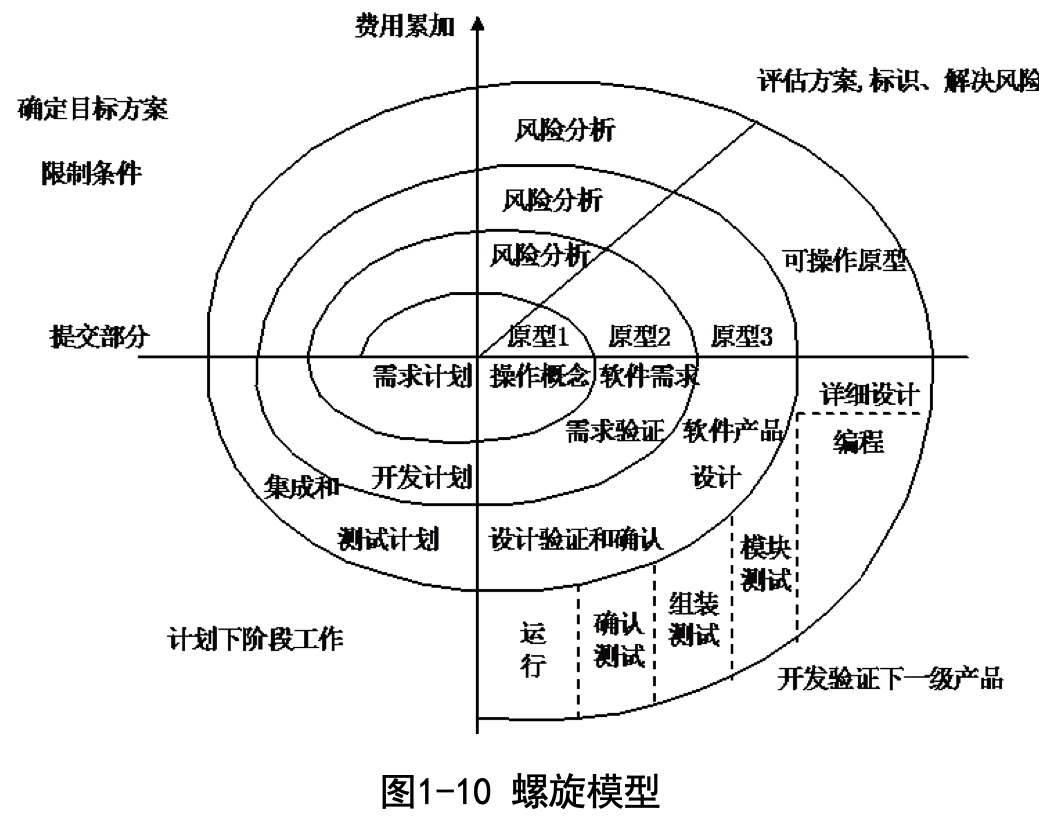 费用累加
评估方案,标识、解决风险
确定目标方案
限制条件
风险分析
风险分析
风险分析
可操作原型
提交部分
原型1
原型2
原型3
需求计划
操作概念
软件需求
详细设计
需求验证
软件产品
设计
编程
开发计划
集成和
测试计划
设计验证和确认
模块
测试
组装
测试
确认
测试
运
行
计划下阶段工作
开发验证下一级产品
图1-10 螺旋模型